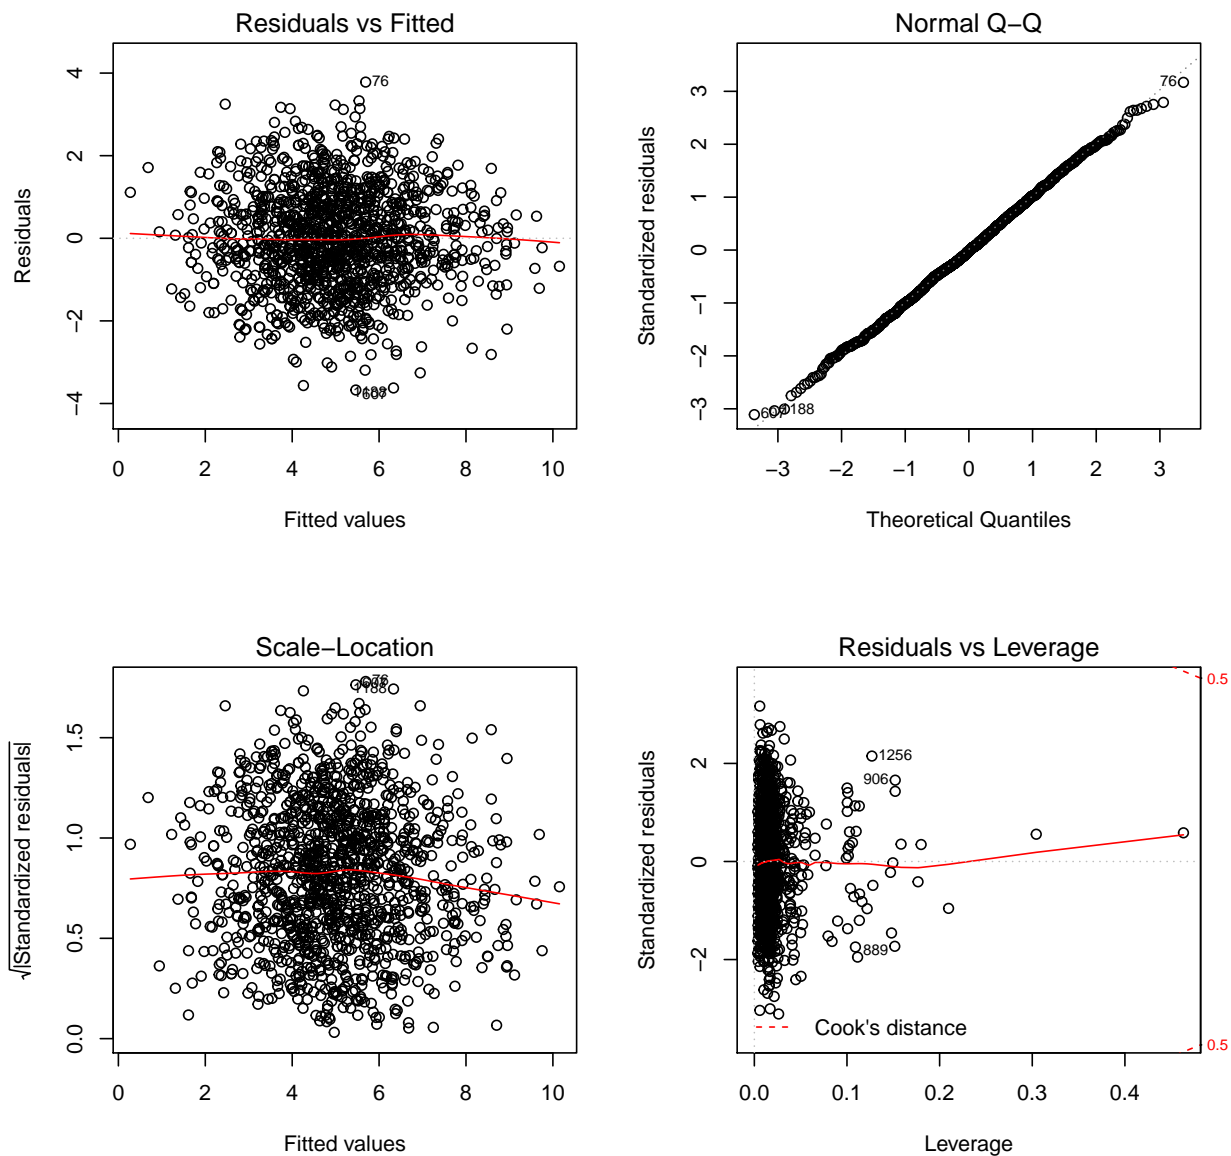 Residuals vs Fitted
4
2
0
−2
−4
Residuals
76
0 2 4 6 8 10
Fitted values
Normal Q−Q
3
2
1
0
−1
−2
−3
Standardized residuals
76
607
1188
−3 −2 −1 0 1 2 3
Theoretical Quantiles
Scale−Location
1.5
1.0
0.5
0.0
√|Standardized residuals|
76
1188
0 2 4 6 8 10
Fitted values
Residuals vs Leverage
2
0
−2
Standardized residuals
0.5
1256
906
889
Cook's distance
0.5
0.0 0.1 0.2 0.3 0.4
Leverage